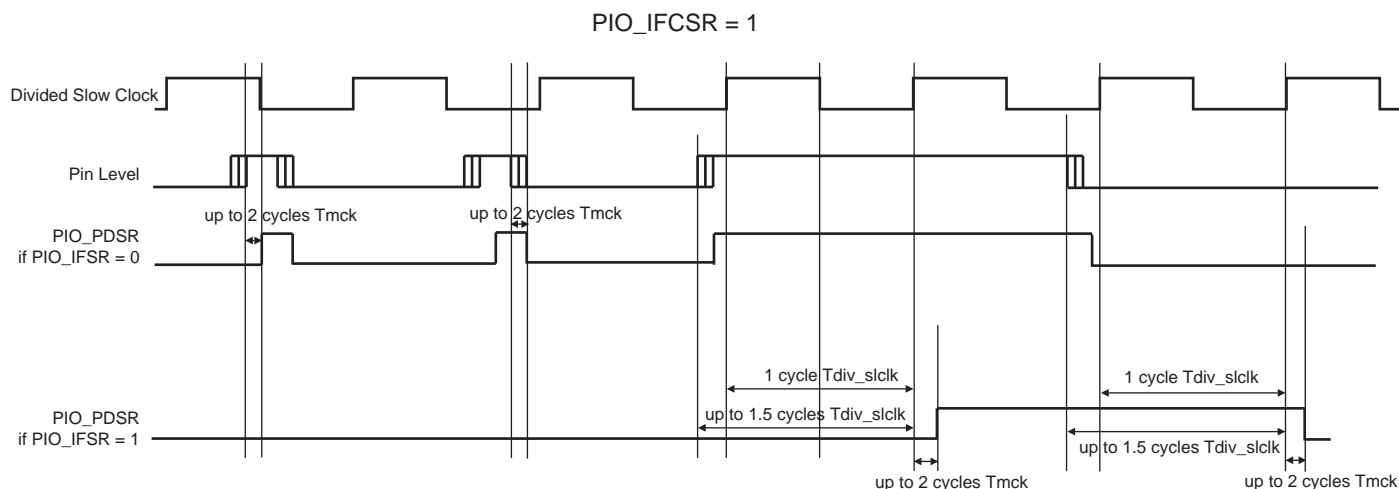 PIO_IFCSR = 1
Divided Slow Clock
Pin Level
up to 2 cycles Tmck
up to 2 cycles Tmck
PIO_PDSR
if PIO_IFSR = 0
1 cycle Tdiv_slclk
1 cycle Tdiv_slclk
PIO_PDSR
if PIO_IFSR = 1
up to 1.5 cycles Tdiv_slclk
up to 1.5 cycles Tdiv_slclk
up to 2 cycles Tmck
up to 2 cycles Tmck